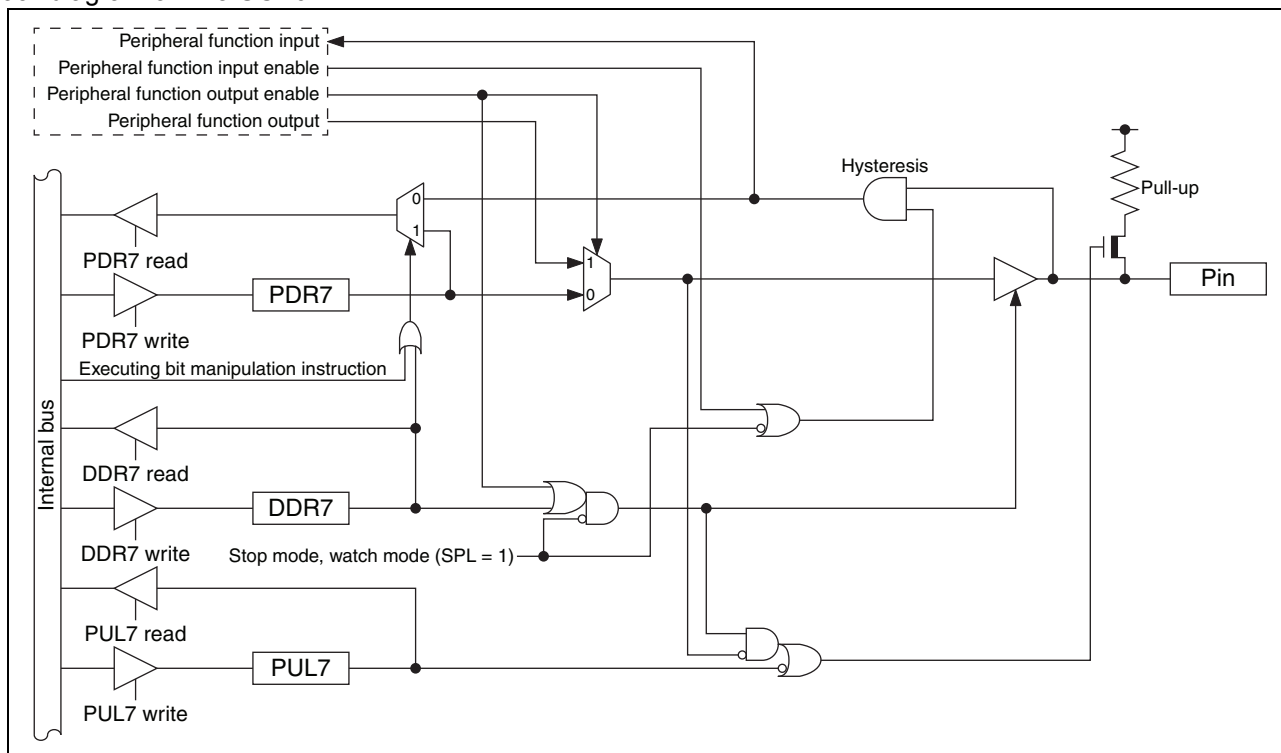 Peripheral function input
Peripheral function input enable
Peripheral function output enable
Peripheral function output
Hysteresis
Pull-up
0
1
PDR7 read
1
0
PDR7
Pin
PDR7 write
Executing bit manipulation instruction
Internal bus
DDR7 read
DDR7
DDR7 write
Stop mode, watch mode (SPL = 1)
PUL7 read
PUL7
PUL7 write